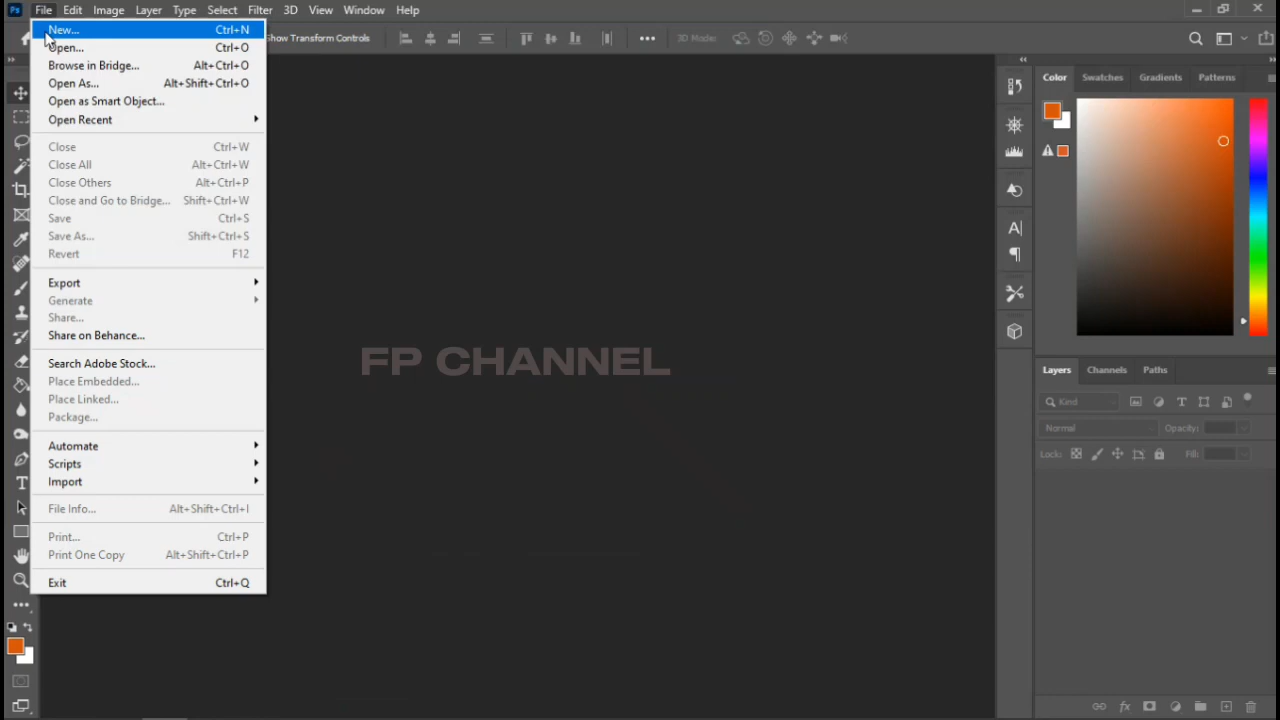 Ps File Edit Image Layer Type Select Filter 3D View Window Help
Show Transform Controls 3D Mode:
New... Ctrl+N
Open... Ctrl+O
Browse in Bridge... Alt+Ctrl+O
Open As... Alt+Shift+Ctrl+O
Open as Smart Object...
Open Recent
Close Ctrl+W
Close All Alt+Ctrl+W
Close Others Alt+Ctrl+P
Close and Go to Bridge... Shift+Ctrl+W
Save Ctrl+S
Save As... Shift+Ctrl+S
Revert F12
Export
Generate
Share...
Share on Behance...
Search Adobe Stock...
Place Embedded...
Place Linked...
Package...
Automate
Scripts
Import
File Info... Alt+Shift+Ctrl+I
Print... Ctrl+P
Print One Copy Alt+Shift+Ctrl+P
Exit Ctrl+Q
FP CHANNEL
Color Swatches Gradients Patterns
Layers Channels Paths
Kind
Normal Opacity:
Lock: Fill: